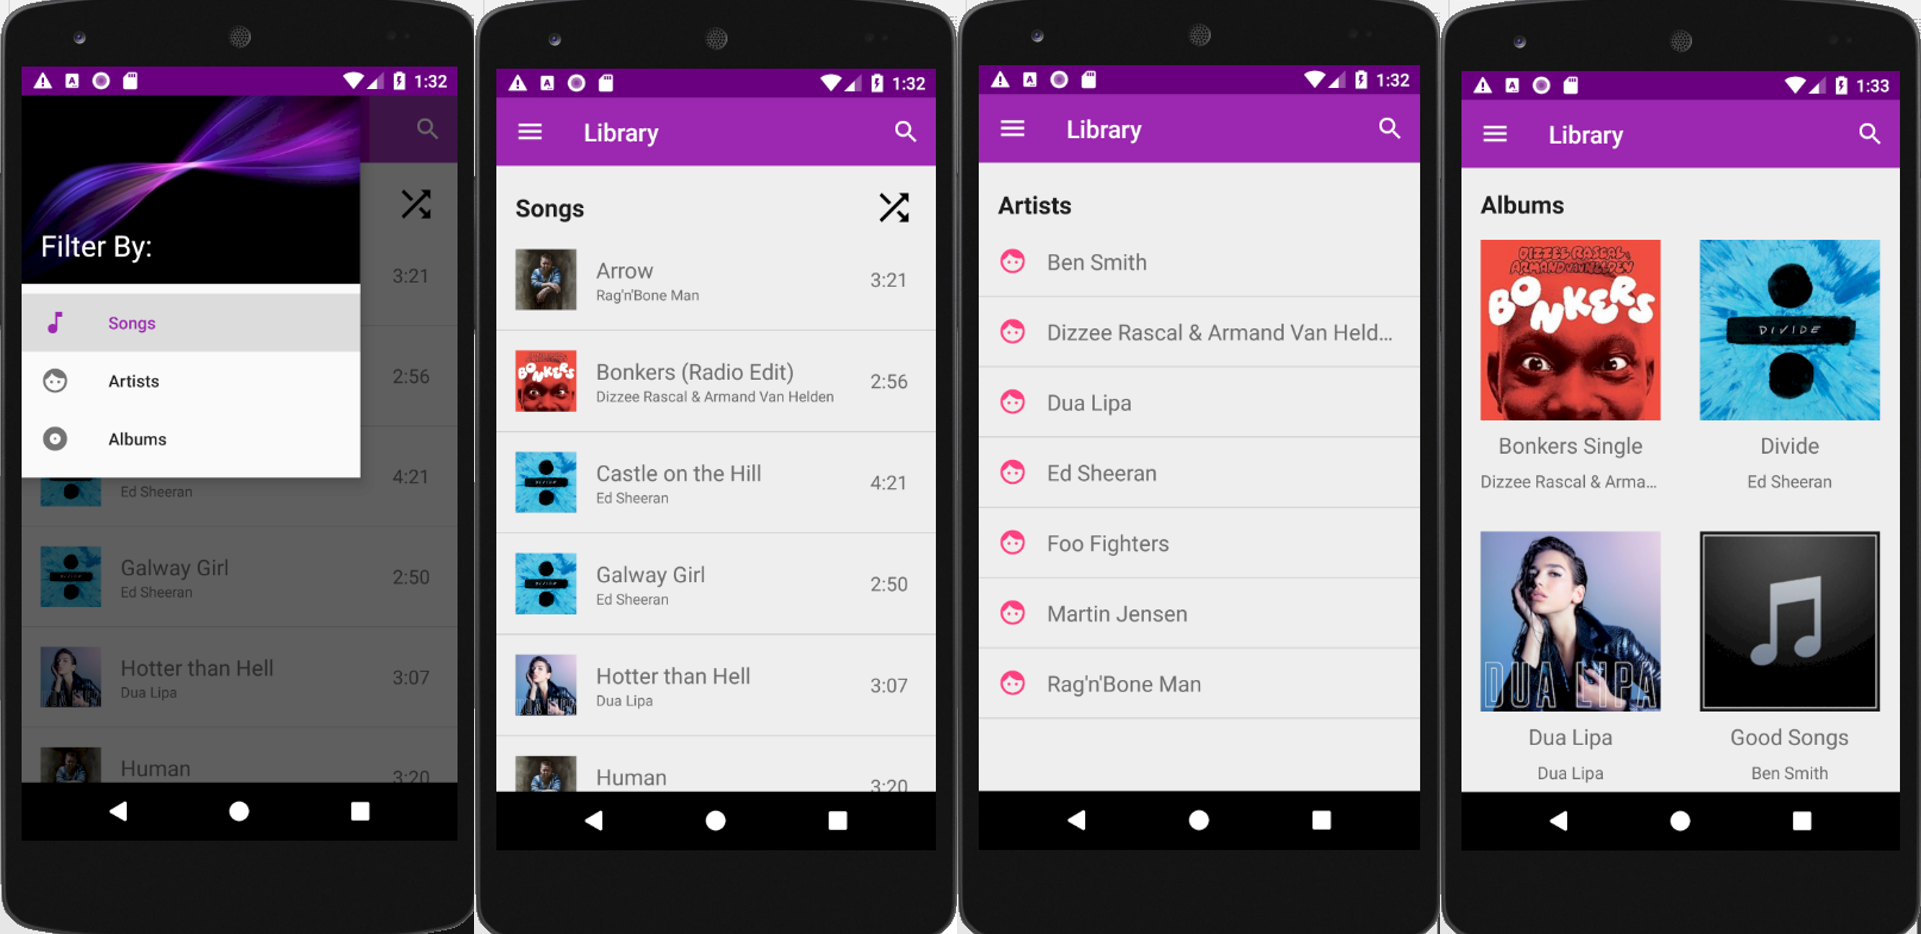 1:32
Filter By:
3:21
Songs
Artists
2:56
Albums
4:21
Ed Sheeran
Galway Girl
2:50
Ed Sheeran
Hotter than Hell
3:07
Dua Lipa
Human
3:20
1:32
Library
Songs
Arrow
3:21
Rag'n'Bone Man
BONKERS
Bonkers (Radio Edit)
2:56
Dizzee Rascal & Armand Van Helden
Castle on the Hill
4:21
Ed Sheeran
Galway Girl
2:50
Ed Sheeran
Hotter than Hell
3:07
Dua Lipa
Human
3:20
1:32
Library
Artists
Ben Smith
Dizzee Rascal & Armand Van Held...
Dua Lipa
Ed Sheeran
Foo Fighters
Martin Jensen
Rag'n'Bone Man
1:33
Library
Albums
DIZZEE RASCAL
ARMAND VAN HELDEN
BONKERS
DIVIDE
Bonkers Single
Divide
Dizzee Rascal & Arma...
Ed Sheeran
DUA LIPA
Dua Lipa
Good Songs
Dua Lipa
Ben Smith